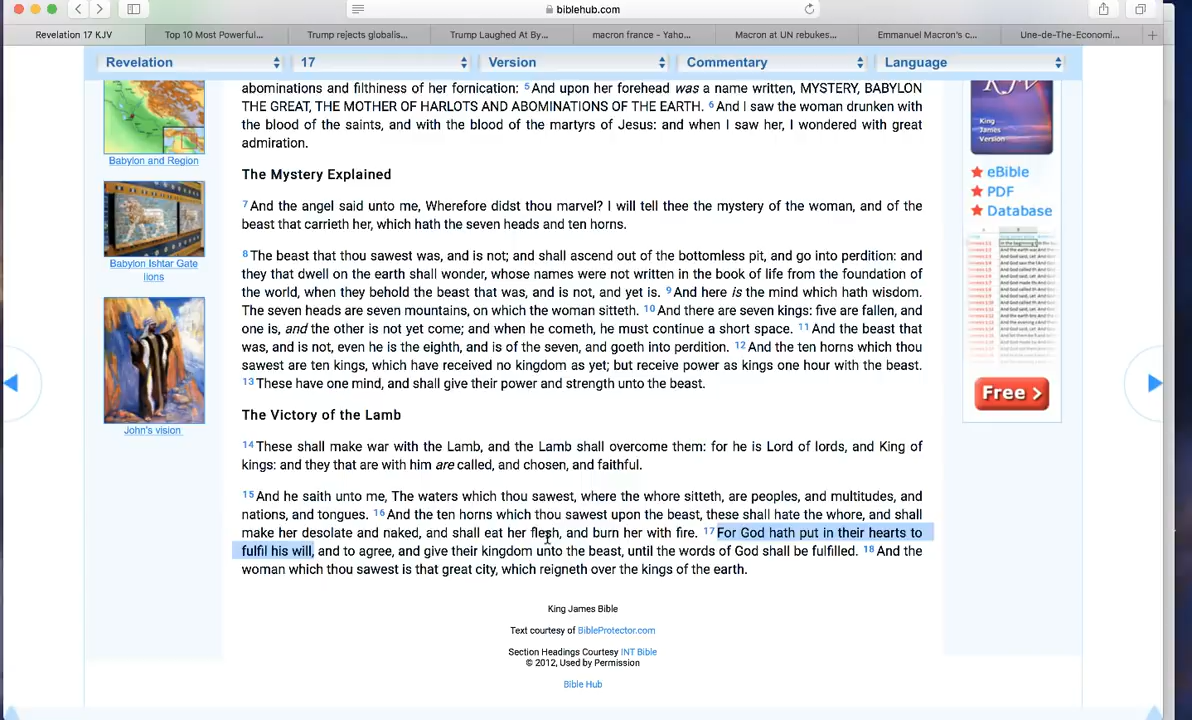 biblehub.com
Revelation 17 KJV
Top 10 Most Powerful...
Trump rejects globalis...
Trump Laughed At By...
macron france - Yaho...
Macron at UN rebukes...
Emmanuel Macron's c...
Une-de-The-Economi...
Revelation
17
Version
Commentary
Language
abominations and filthiness of her fornication: 5 And upon her forehead was a name written, MYSTERY, BABYLON
THE GREAT, THE MOTHER OF HARLOTS AND ABOMINATIONS OF THE EARTH. 6 And I saw the woman drunken with
the blood of the saints, and with the blood of the martyrs of Jesus: and when I saw her, I wondered with great
admiration.
The Mystery Explained
7 And the angel said unto me, Wherefore didst thou marvel? I will tell thee the mystery of the woman, and of the
beast that carrieth her, which hath the seven heads and ten horns.
8 The beast that thou sawest was, and is not; and shall ascend out of the bottomless pit, and go into perdition: and
they that dwell on the earth shall wonder, whose names were not written in the book of life from the foundation of
the world, when they behold the beast that was, and is not, and yet is. 9 And here is the mind which hath wisdom.
The seven heads are seven mountains, on which the woman sitteth. 10 And there are seven kings: five are fallen, and
one is, and the other is not yet come; and when he cometh, he must continue a short space. 11 And the beast that
was, and is not, even he is the eighth, and is of the seven, and goeth into perdition. 12 And the ten horns which thou
sawest are ten kings, which have received no kingdom as yet; but receive power as kings one hour with the beast.
13 These have one mind, and shall give their power and strength unto the beast.
The Victory of the Lamb
14 These shall make war with the Lamb, and the Lamb shall overcome them: for he is Lord of lords, and King of
kings: and they that are with him are called, and chosen, and faithful.
15 And he saith unto me, The waters which thou sawest, where the whore sitteth, are peoples, and multitudes, and
nations, and tongues. 16 And the ten horns which thou sawest upon the beast, these shall hate the whore, and shall
make her desolate and naked, and shall eat her flesh, and burn her with fire. 17 For God hath put in their hearts to
fulfil his will, and to agree, and give their kingdom unto the beast, until the words of God shall be fulfilled. 18 And the
woman which thou sawest is that great city, which reigneth over the kings of the earth.
King James Bible
Text courtesy of BibleProtector.com
Section Headings Courtesy INT Bible
© 2012, Used by Permission
Bible Hub
Babylon and Region
Babylon Ishtar Gate
lions
John's vision
King
James
Version
eBible
PDF
Database
Free >